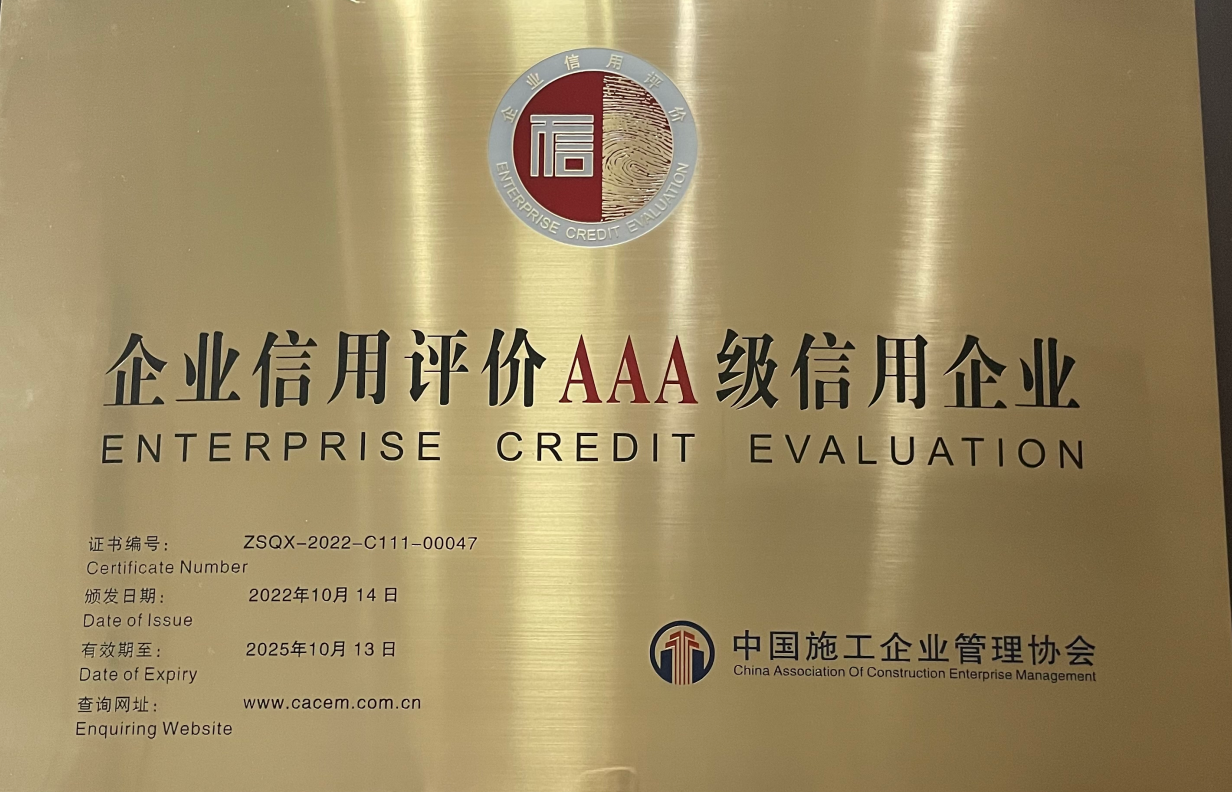 企业信用评价
信
ENTERPRISE CREDIT EVALUATION
企业信用评价AAA级信用企业
ENTERPRISE CREDIT EVALUATION
证书编号: ZSQX-2022-C111-00047
Certificate Number
颁发日期: 2022年10月14日
Date of Issue
有效期至: 2025年10月13日
Date of Expiry
查询网址: www.cacem.com.cn
Enquiring Website
中国施工企业管理协会
China Association Of Construction Enterprise Management